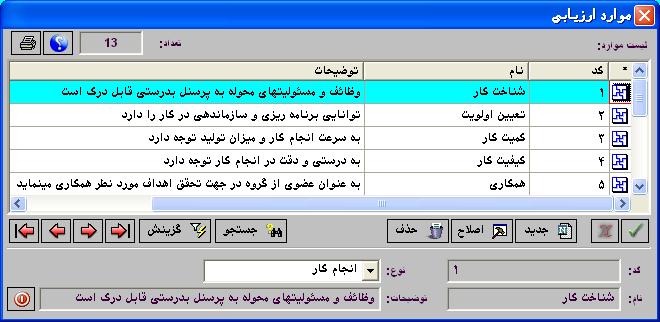 موارد ارزیابی
لیست موارد: تعداد: 13
* کد نام توضیحات
۱ شناخت کار وظائف و مسئولیتهای محوله به پرسنل بدرستی قابل درک است
۲ تعیین اولویت توانایی برنامه ریزی و سازماندهی در کار را دارد
۳ کمیت کار به سرعت انجام کار و میزان تولید توجه دارد
۴ کیفیت کار به درستی و دقت در انجام کار توجه دارد
۵ همکاری به عنوان عضوی از گروه در جهت تحقق اهداف مورد نظر همکاری مینماید
جدید اصلاح حذف جستجو گزینش
کد: ۱ نوع: انجام کار
نام: شناخت کار توضیحات: وظائف و مسئولیتهای محوله به پرسنل بدرستی قابل درک است